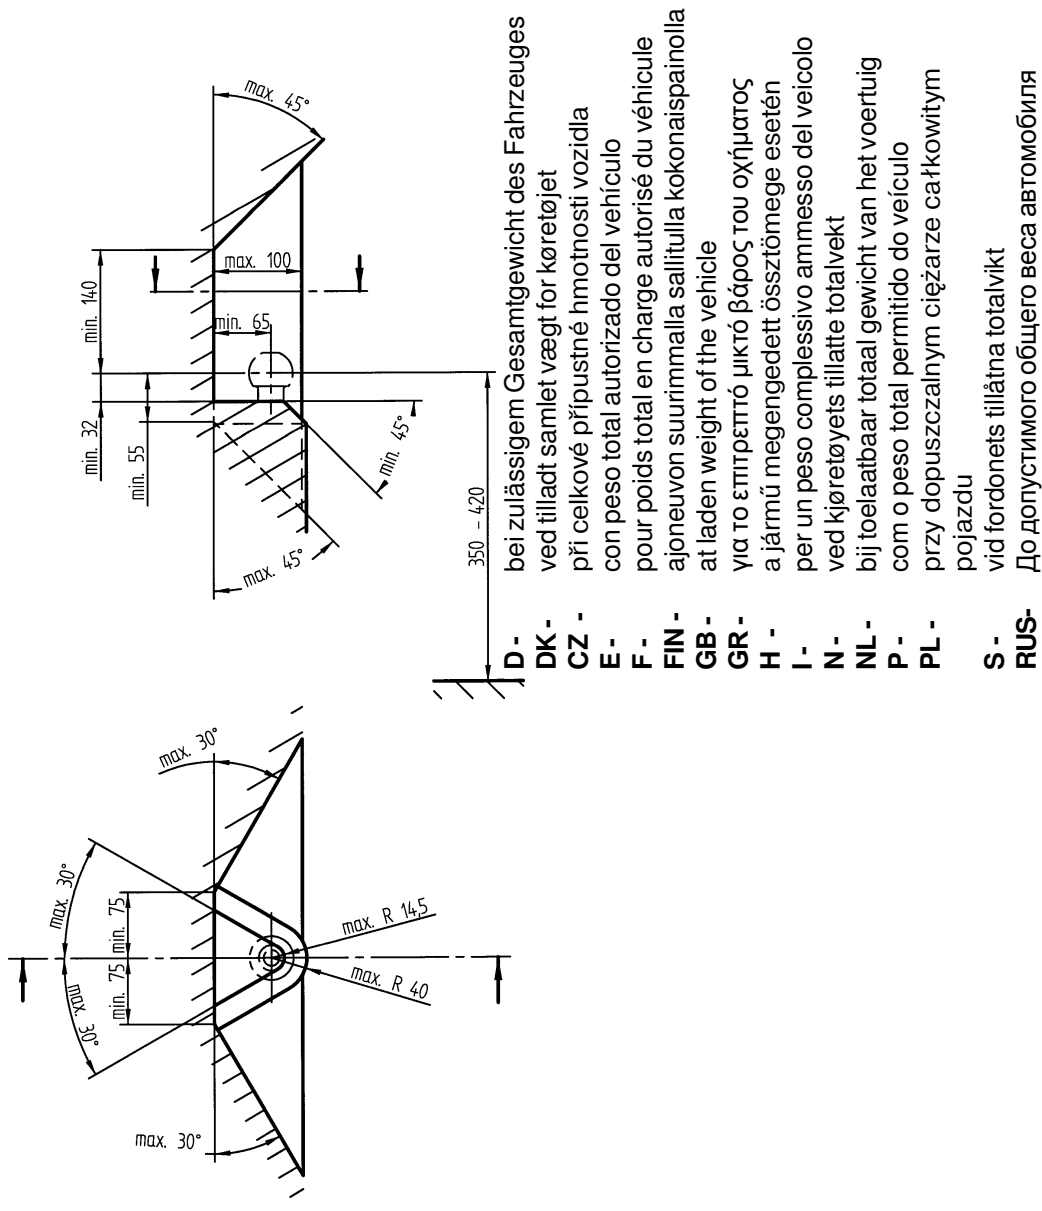 max. 45°
min. 140
max. 100
min. 65
min. 32
min. 55
min. 45°
max. 45°
350 - 420
max. 30°
max. 30°
min. 75
min. 75
max. 30°
max. 30°
max. R 14,5
max. R 40
D - bei zulässigem Gesamtgewicht des Fahrzeuges
DK - ved tilladt samlet vægt for køretøjet
CZ - při celkové přípustné hmotnosti vozidla
E - con peso total autorizado del vehículo
F - pour poids total en charge autorisé du véhicule
FIN - ajoneuvon suurimmalla sallitulla kokonaispainolla
GB - at laden weight of the vehicle
GR - για το επιτρεπτό μικτό βάρος του οχήματος
H - a jármű megengedett össztömege esetén
I - per un peso complessivo ammesso del veicolo
N - ved kjøretøyets tillatte totalvekt
NL - bij toelaatbaar totaal gewicht van het voertuig
P - com o peso total permitido do veículo
PL - przy dopuszczalnym ciężarze całkowitym
pojazdu
S - vid fordonets tillåtna totalvikt
RUS- До допустимого общего веса автомобиля